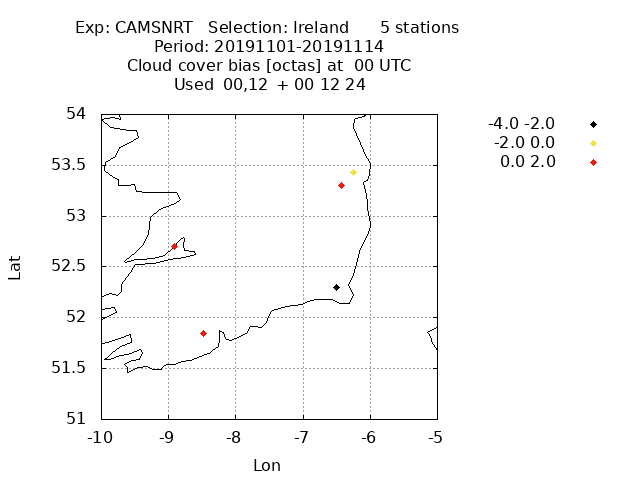 Exp: CAMSNRT Selection: Ireland 5 stations
Period: 20191101-20191114
Cloud cover bias [octas] at 00 UTC
Used 00,12 + 00 12 24
-4.0 -2.0
-2.0 0.0
0.0 2.0
54
53.5
53
52.5
52
51.5
51
-10 -9 -8 -7 -6 -5
Lat
Lon